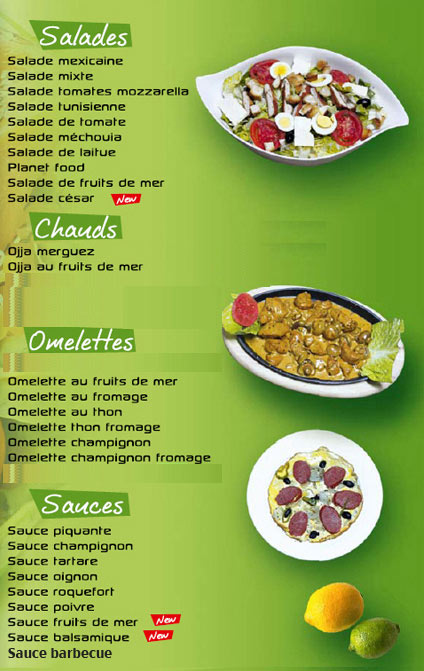 Salades
Salade mexicaine
Salade mixte
Salade tomates mozzarella
Salade tunisienne
Salade de tomate
Salade méchouia
Salade de laitue
Planet food
Salade de fruits de mer
Salade césar New
Chauds
Ojja merguez
Ojja au fruits de mer
Omelettes
Omelette au fruits de mer
Omelette au fromage
Omelette au thon
Omelette thon fromage
Omelette champignon
Omelette champignon fromage
Sauces
Sauce piquante
Sauce champignon
Sauce tartare
Sauce oignon
Sauce roquefort
Sauce poivre
Sauce fruits de mer New
Sauce balsamique New
Sauce barbecue